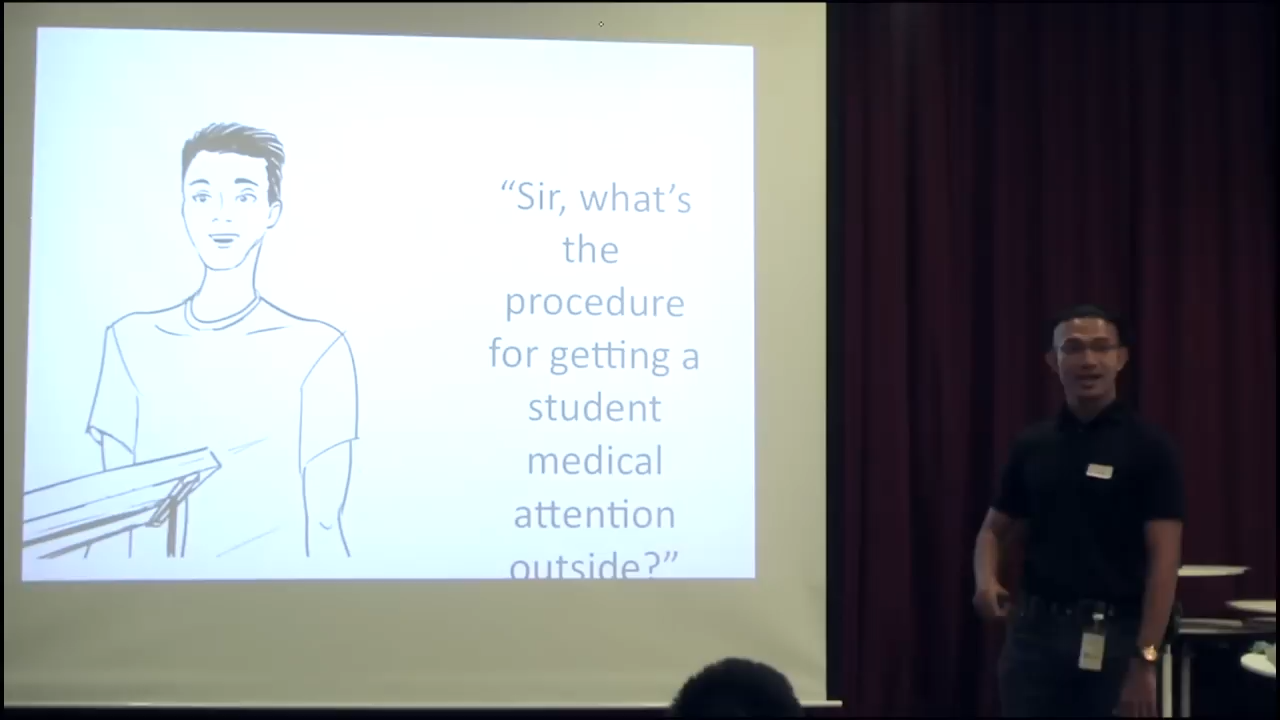 “Sir, what’s
the
procedure
for getting a
student
medical
attention
outside?”